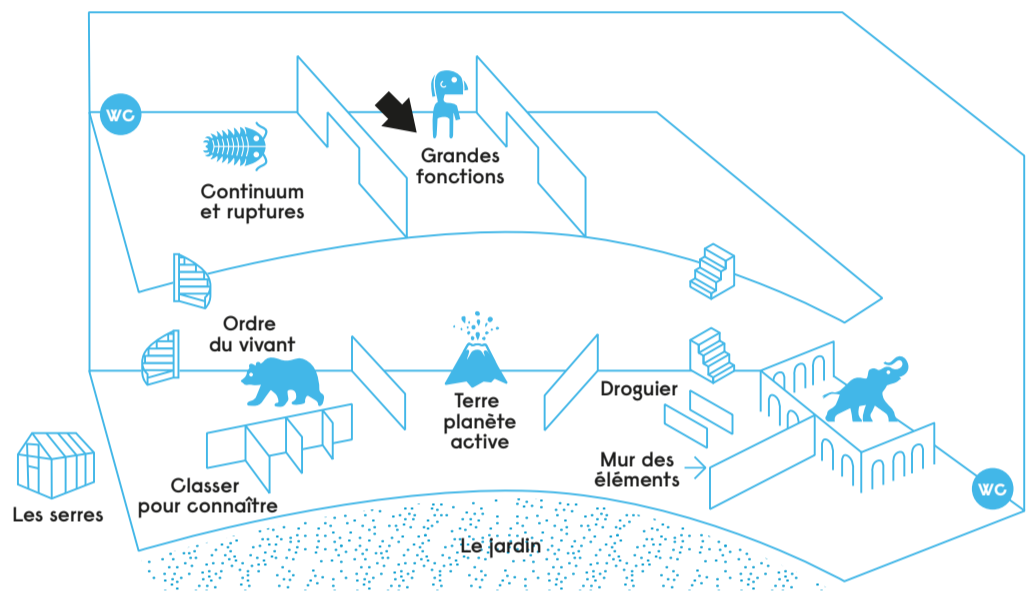 WC
Grandes
fonctions
Continuum
et ruptures
Ordre
du vivant
Terre
planète
active
Droguier
Mur des
éléments
Classer
pour connaître
Les serres
WC
Le jardin